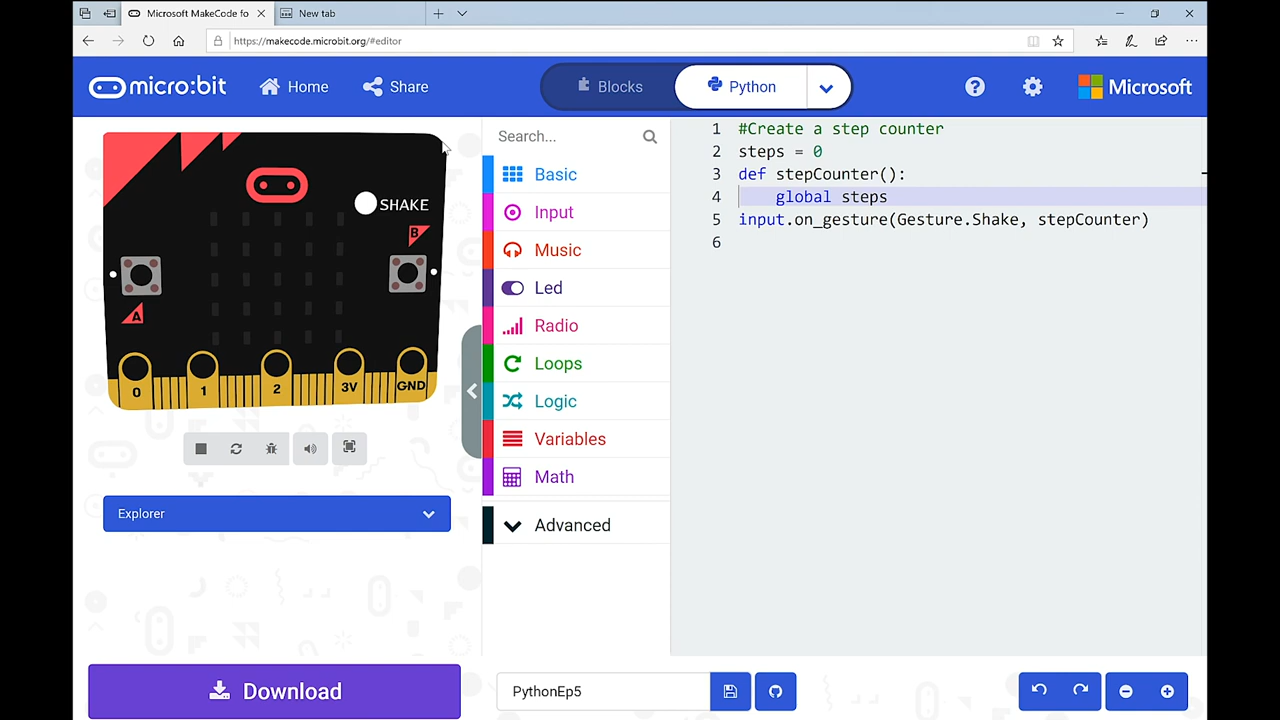 Microsoft MakeCode fo
New tab
https://makecode.microbit.org/#editor
micro:bit
Home
Share
Blocks
Python
Microsoft
SHAKE
B
A
0
1
2
3V
GND
Explorer
Download
Search...
Basic
Input
Music
Led
Radio
Loops
Logic
Variables
Math
Advanced
1 #Create a step counter
2 steps = 0
3 def stepCounter():
4 global steps
5 input.on_gesture(Gesture.Shake, stepCounter)
6
PythonEp5